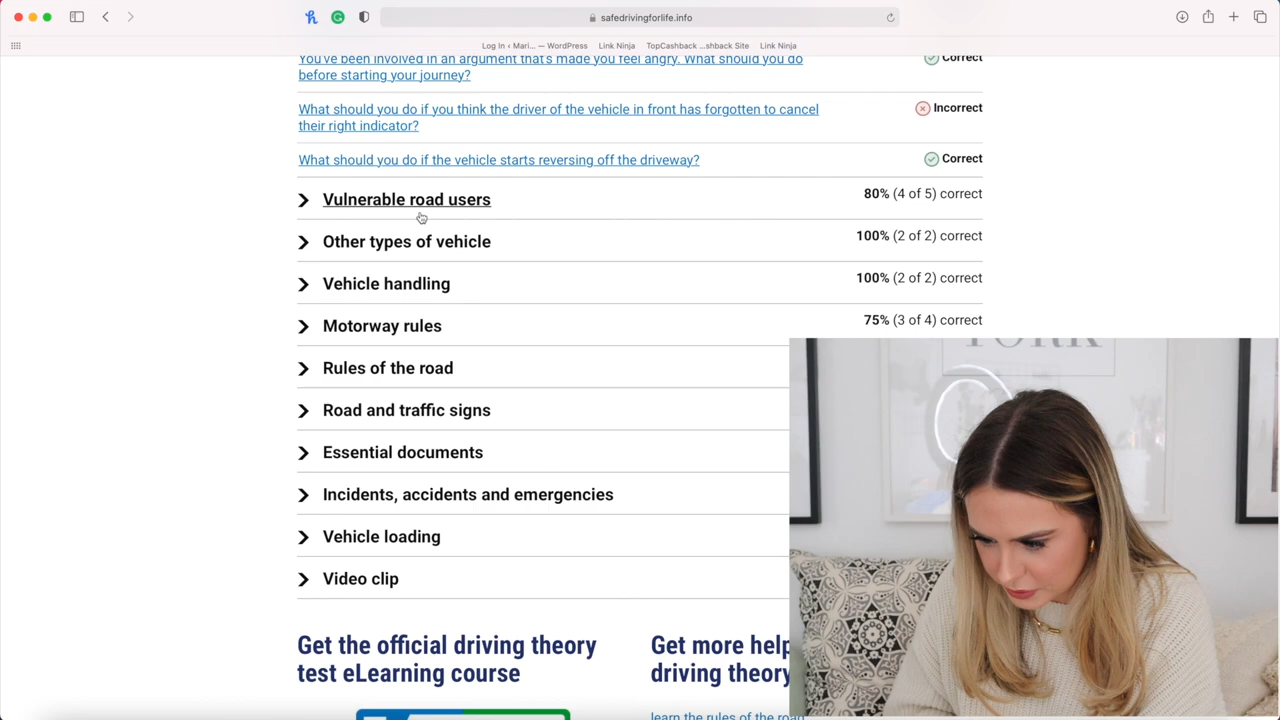 safedrivingforlife.info
Log In ‹ Mari... — WordPress Link Ninja TopCashback ...shback Site Link Ninja
You've been involved in an argument that's made you feel angry. What should you do
before starting your journey?
Correct
What should you do if you think the driver of the vehicle in front has forgotten to cancel
their right indicator?
Incorrect
What should you do if the vehicle starts reversing off the driveway?
Correct
Vulnerable road users
80% (4 of 5) correct
Other types of vehicle
100% (2 of 2) correct
Vehicle handling
100% (2 of 2) correct
Motorway rules
75% (3 of 4) correct
Rules of the road
Road and traffic signs
Essential documents
Incidents, accidents and emergencies
Vehicle loading
Video clip
Get the official driving theory
test eLearning course
Get more help
driving theory
learn the rules of the road
YORK